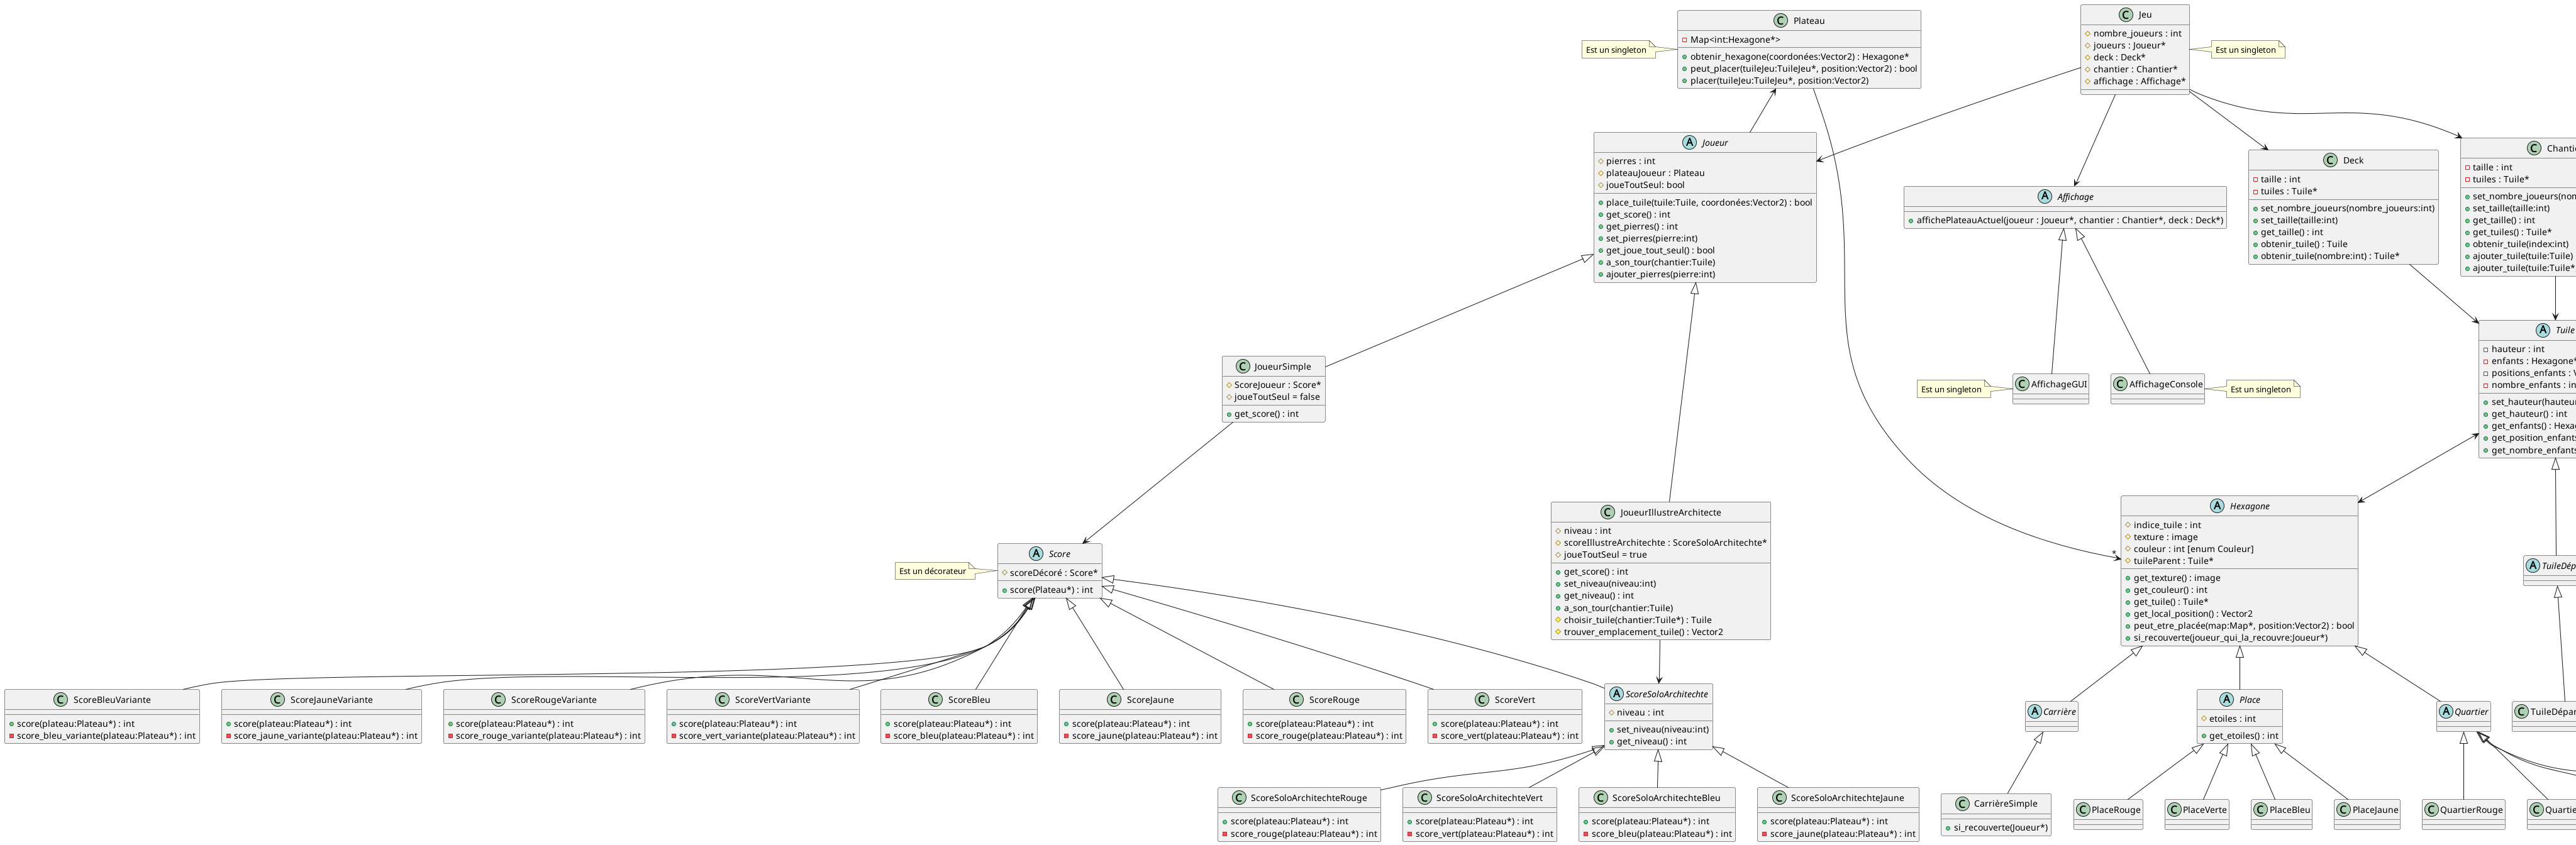 Plateau
Map<int:Hexagone*>
obtenir_hexagone(coordonées:Vector2) : Hexagone*
peut_placer(tuileJeu:TuileJeu*, position:Vector2) : bool
placer(tuileJeu:TuileJeu*, position:Vector2)
Est un singleton
Jeu
nombre_joueurs : int
joueurs : Joueur*
deck : Deck*
chantier : Chantier*
affichage : Affichage*
Est un singleton
Joueur
pierres : int
plateauJoueur : Plateau
joueToutSeul: bool
place_tuile(tuile:Tuile, coordonées:Vector2) : bool
get_score() : int
get_pierres() : int
set_pierres(pierre:int)
get_joue_tout_seul() : bool
a_son_tour(chantier:Tuile)
ajouter_pierres(pierre:int)
Affichage
affichePlateauActuel(joueur : Joueur*, chantier : Chantier*, deck : Deck*)
Deck
taille : int
tuiles : Tuile*
set_nombre_joueurs(nombre_joueurs:int)
set_taille(taille:int)
get_taille() : int
obtenir_tuile() : Tuile
obtenir_tuile(nombre:int) : Tuile*
Chanti
taille : int
tuiles : Tuile*
set_nombre_joueurs(no
set_taille(taille:int)
get_taille() : int
get_tuiles() : Tuile*
obtenir_tuile(index:int)
ajouter_tuile(tuile:Tuile)
ajouter_tuile(tuile:Tuile*
Tuile
hauteur : int
enfants : Hexagone*
positions_enfants :
nombre_enfants : in
set_hauteur(hauteur
get_hauteur() : int
get_enfants() : Hexa
get_position_enfants
get_nombre_enfants
JoueurSimple
ScoreJoueur : Score*
joueToutSeul = false
get_score() : int
Est un singleton
AffichageGUI
AffichageConsole
Est un singleton
JoueurIllustreArchitecte
niveau : int
scoreIllustreArchitechte : ScoreSoloArchitechte*
joueToutSeul = true
get_score() : int
set_niveau(niveau:int)
get_niveau() : int
a_son_tour(chantier:Tuile)
choisir_tuile(chantier:Tuile*) : Tuile
trouver_emplacement_tuile() : Vector2
*
Hexagone
indice_tuile : int
texture : image
couleur : int [enum Couleur]
tuileParent : Tuile*
get_texture() : image
get_couleur() : int
get_tuile() : Tuile*
get_local_position() : Vector2
peut_etre_placée(map:Map*, position:Vector2) : bool
si_recouverte(joueur_qui_la_recouvre:Joueur*)
Est un décorateur
Score
scoreDécoré : Score*
score(Plateau*) : int
TuileDép
ScoreBleuVariante
score(plateau:Plateau*) : int
score_bleu_variante(plateau:Plateau*) : int
ScoreJauneVariante
score(plateau:Plateau*) : int
score_jaune_variante(plateau:Plateau*) : int
ScoreRougeVariante
score(plateau:Plateau*) : int
score_rouge_variante(plateau:Plateau*) : int
ScoreVertVariante
score(plateau:Plateau*) : int
score_vert_variante(plateau:Plateau*) : int
ScoreBleu
score(plateau:Plateau*) : int
score_bleu(plateau:Plateau*) : int
ScoreJaune
score(plateau:Plateau*) : int
score_jaune(plateau:Plateau*) : int
ScoreRouge
score(plateau:Plateau*) : int
score_rouge(plateau:Plateau*) : int
ScoreVert
score(plateau:Plateau*) : int
score_vert(plateau:Plateau*) : int
ScoreSoloArchitechte
niveau : int
set_niveau(niveau:int)
get_niveau() : int
Carrière
Place
etoiles : int
get_etoiles() : int
Quartier
TuileDépar
ScoreSoloArchitechteRouge
score(plateau:Plateau*) : int
score_rouge(plateau:Plateau*) : int
ScoreSoloArchitechteVert
score(plateau:Plateau*) : int
score_vert(plateau:Plateau*) : int
ScoreSoloArchitechteBleu
score(plateau:Plateau*) : int
score_bleu(plateau:Plateau*) : int
ScoreSoloArchitechteJaune
score(plateau:Plateau*) : int
score_jaune(plateau:Plateau*) : int
CarrièreSimple
si_recouverte(Joueur*)
PlaceRouge
PlaceVerte
PlaceBleu
PlaceJaune
QuartierRouge
Quartie